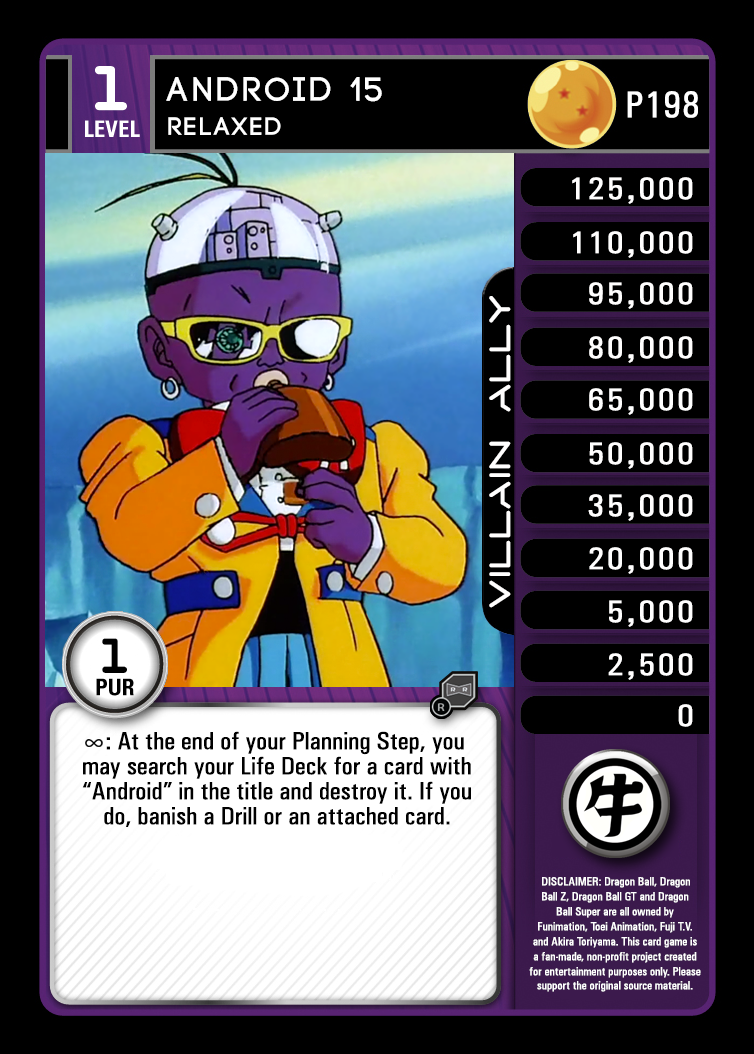 1
LEVEL
ANDROID 15
RELAXED
P198
125,000
110,000
95,000
80,000
65,000
50,000
35,000
20,000
5,000
2,500
0
VILLAIN ALLY
1
PUR
R
R R
∞: At the end of your Planning Step, you
may search your Life Deck for a card with
“Android” in the title and destroy it. If you
do, banish a Drill or an attached card.
牛
DISCLAIMER: Dragon Ball, Dragon
Ball Z, Dragon Ball GT and Dragon
Ball Super are all owned by
Funimation, Toei Animation, Fuji T.V.
and Akira Toriyama. This card game is
a fan-made, non-profit project created
for entertainment purposes only. Please
support the original source material.